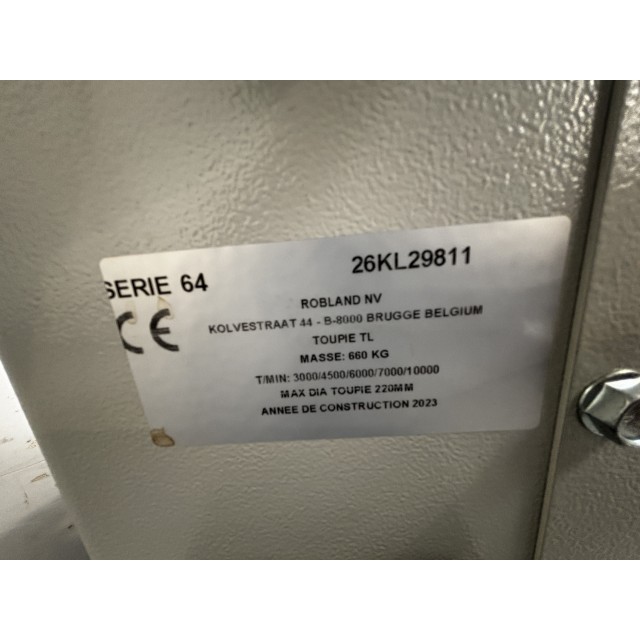 SERIE 64 26KL29811
CE
ROBLAND NV
KOLVESTRAAT 44 - B-8000 BRUGGE BELGIUM
TOUPIE TL
MASSE: 660 KG
T/MIN: 3000/4500/6000/7000/10000
MAX DIA TOUPIE 220MM
ANNEE DE CONSTRUCTION 2023